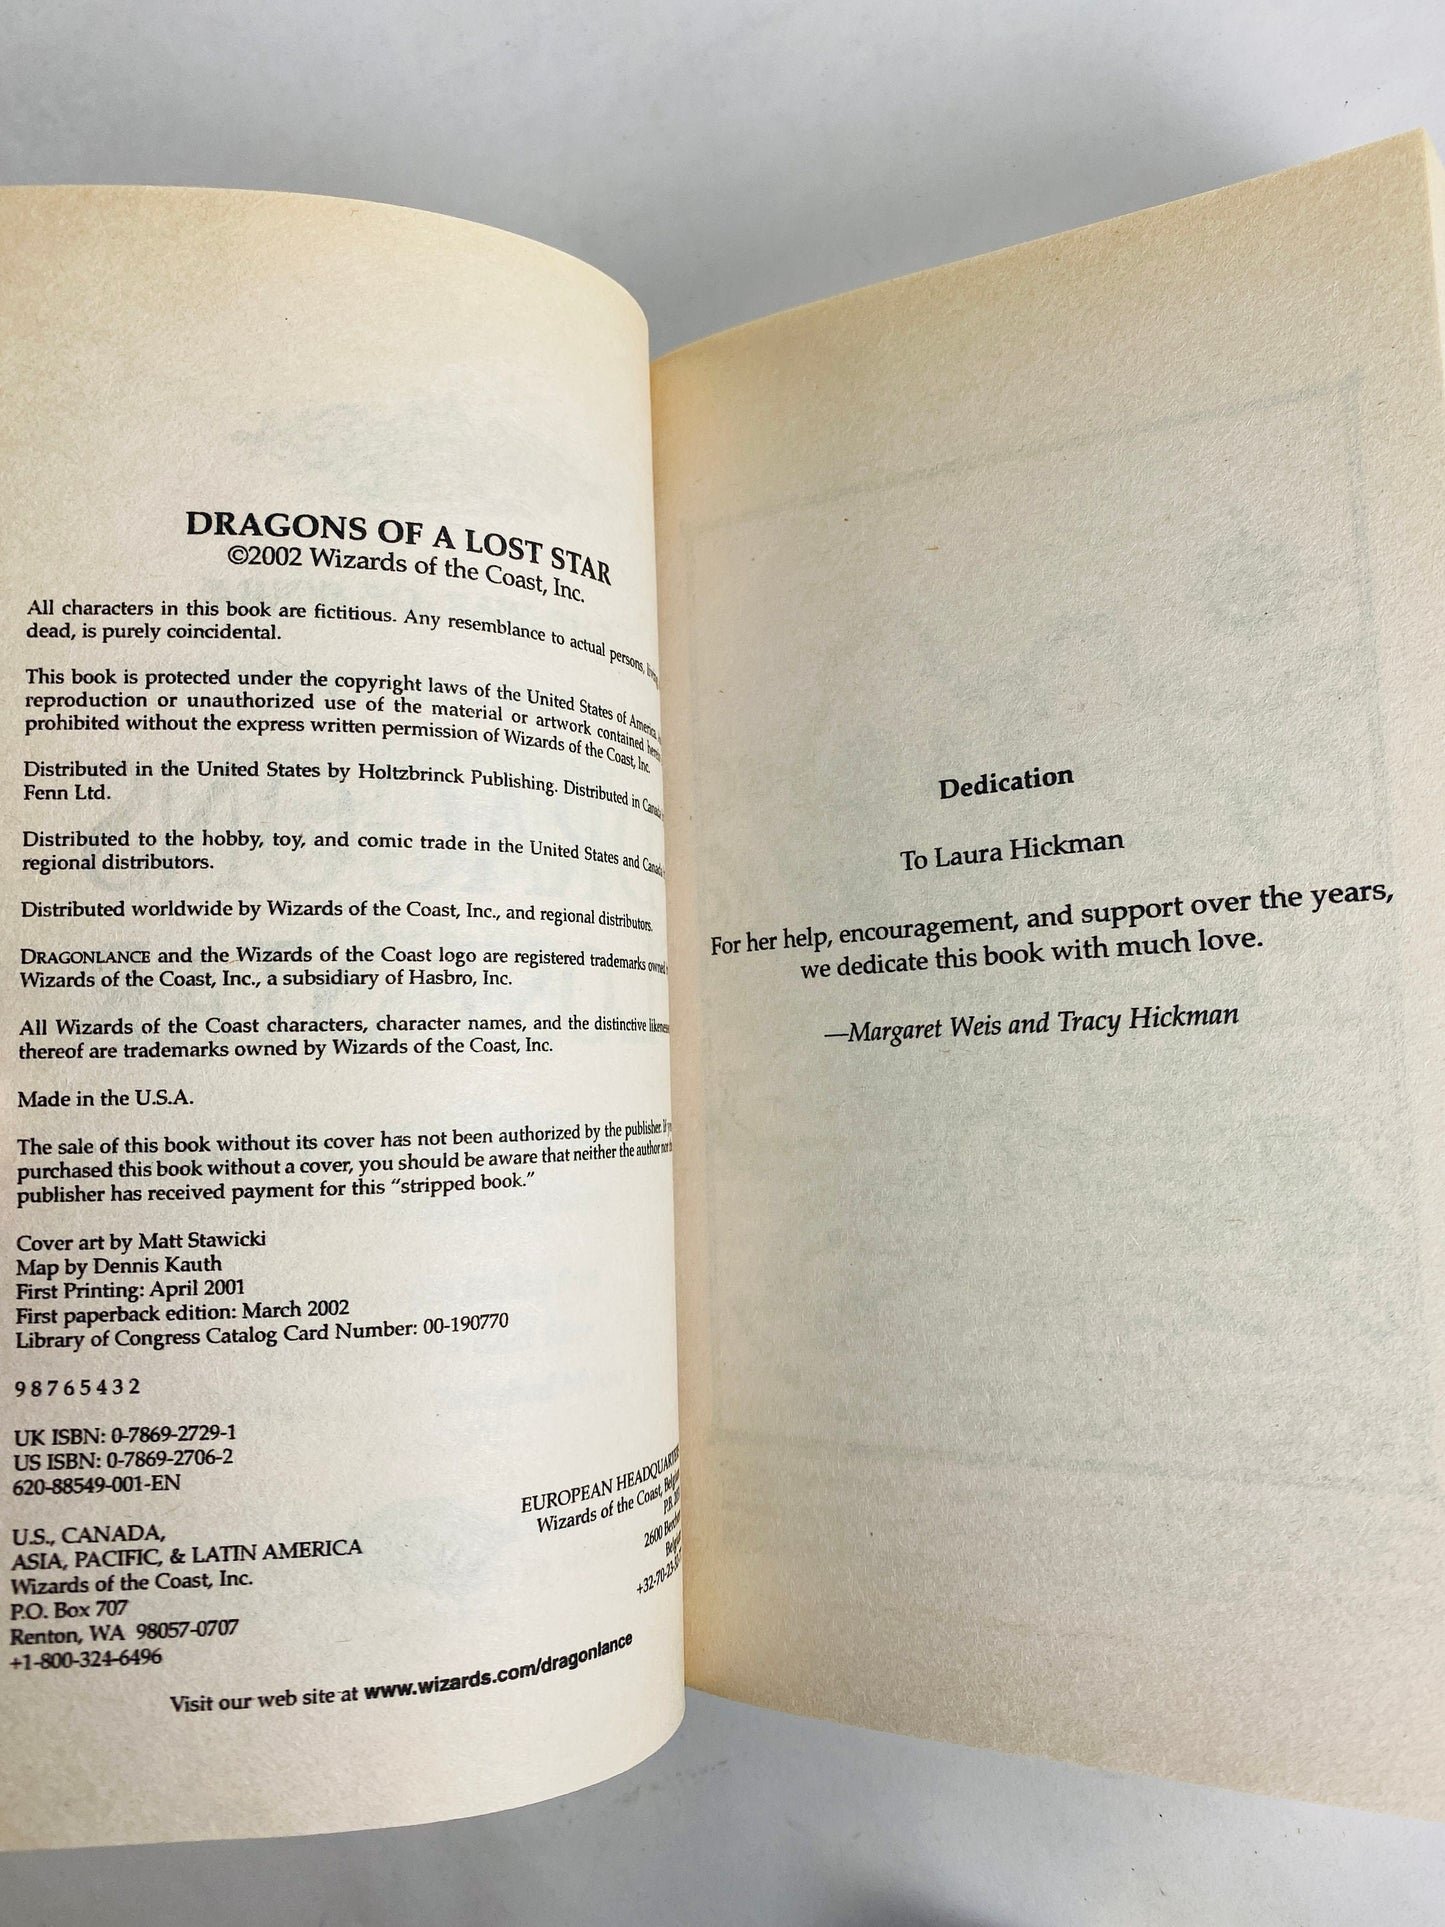 DRAGONS OF A LOST STAR
©2002 Wizards of the Coast, Inc.
All characters in this book are fictitious. Any resemblance to actual persons, living
dead, is purely coincidental.
This book is protected under the copyright laws of the United States of America.
reproduction or unauthorized use of the material or artwork contained herein
prohibited without the express written permission of Wizards of the Coast, Inc.
Distributed in the United States by Holtzbrinck Publishing. Distributed in Canada
Fenn Ltd.
Distributed to the hobby, toy, and comic trade in the United States and Canada
regional distributors.
Distributed worldwide by Wizards of the Coast, Inc., and regional distributors.
DRAGONLANCE and the Wizards of the Coast logo are registered trademarks owned
Wizards of the Coast, Inc., a subsidiary of Hasbro, Inc.
All Wizards of the Coast characters, character names, and the distinctive likeness
thereof are trademarks owned by Wizards of the Coast, Inc.
Made in the U.S.A.
The sale of this book without its cover has not been authorized by the publisher. If
purchased this book without a cover, you should be aware that neither the author nor
publisher has received payment for this “stripped book.”
Cover art by Matt Stawicki
Map by Dennis Kauth
First Printing: April 2001
First paperback edition: March 2002
Library of Congress Catalog Card Number: 00-190770
9 8 7 6 5 4 3 2
UK ISBN: 0-7869-2729-1
US ISBN: 0-7869-2706-2
620-88549-001-EN
U.S., CANADA,
ASIA, PACIFIC, & LATIN AMERICA
Wizards of the Coast, Inc.
P.O. Box 707
Renton, WA 98057-0707
+1-800-324-6496
EUROPEAN
Wizards of the Coast,
P.B.
2600
+32-70-23-
Visit our web site at www.wizards.com/dragonlance
Dedication
To Laura Hickman
For her help, encouragement, and support over the years,
we dedicate this book with much love.
—Margaret Weis and Tracy Hickman